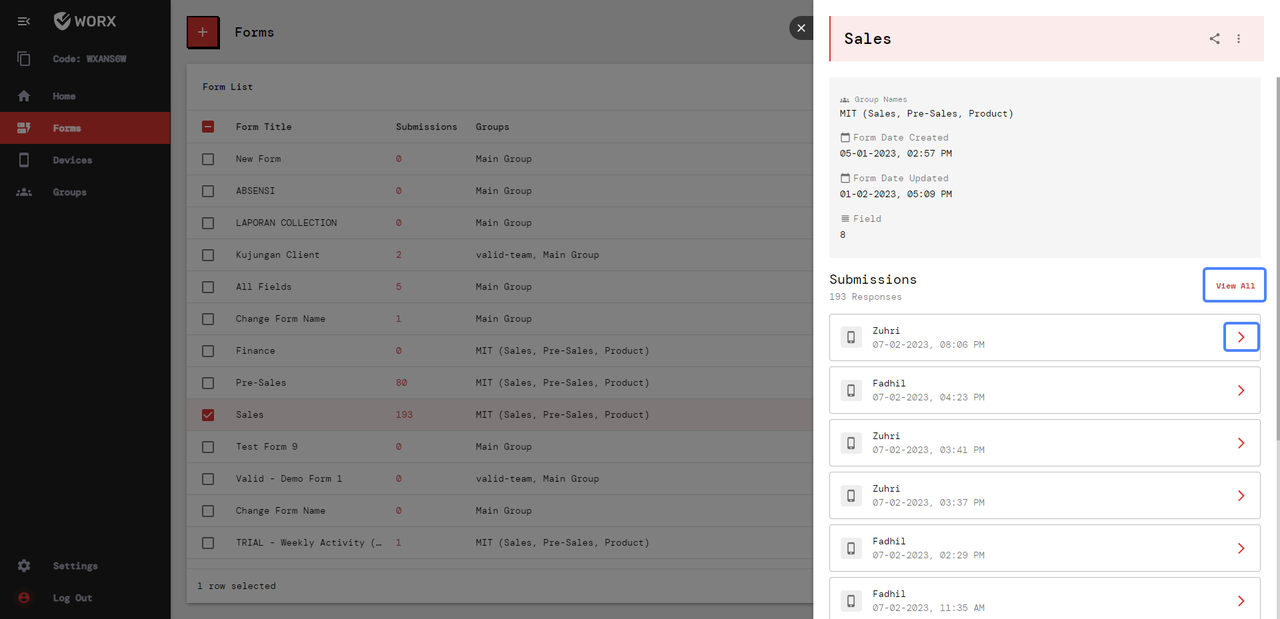 WORX
Code: WXANS6W
Home
Forms
Devices
Groups
Settings
Log Out
Forms
Form List
Form Title Submissions Groups
New Form 0 Main Group
ABSENSI 0 Main Group
LAPORAN COLLECTION 0 Main Group
Kujungan Client 2 valid-team, Main Group
All Fields 5 Main Group
Change Form Name 1 Main Group
Finance 0 MIT (Sales, Pre-Sales, Product)
Pre-Sales 80 MIT (Sales, Pre-Sales, Product)
Sales 193 MIT (Sales, Pre-Sales, Product)
Test Form 9 0 Main Group
Valid - Demo Form 1 0 valid-team, Main Group
Change Form Name 0 Main Group
TRIAL - Weekly Activity (… 1 MIT (Sales, Pre-Sales, Product)
1 row selected
Sales
Group Names
MIT (Sales, Pre-Sales, Product)
Form Date Created
05-01-2023, 02:57 PM
Form Date Updated
01-02-2023, 05:09 PM
Field
8
Submissions
View All
193 Responses
Zuhri
07-02-2023, 08:06 PM
Fadhil
07-02-2023, 04:23 PM
Zuhri
07-02-2023, 03:41 PM
Zuhri
07-02-2023, 03:37 PM
Fadhil
07-02-2023, 02:29 PM
Fadhil
07-02-2023, 11:35 AM